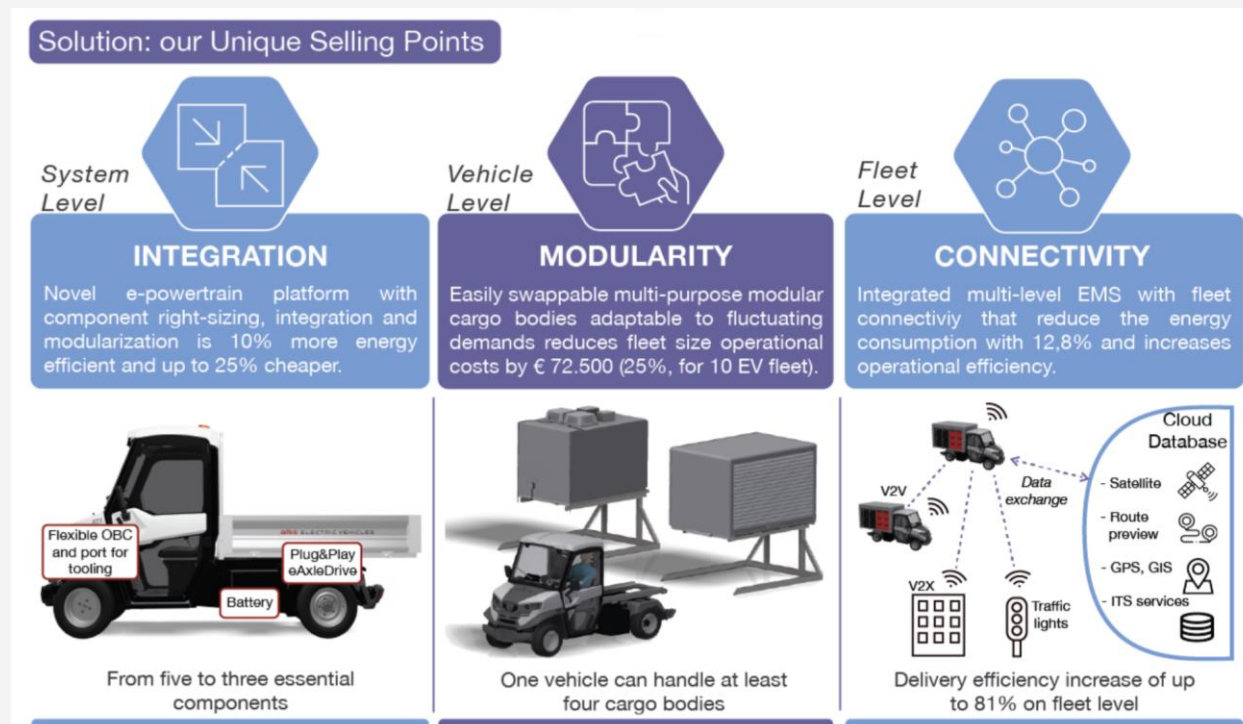 Solution: our Unique Selling Points
System
Level
INTEGRATION
Novel e-powertrain platform with
component right-sizing, integration and
modularization is 10% more energy
efficient and up to 25% cheaper.
Flexible OBC
and port for
tooling
Plug&Play
eAxleDrive
Battery
ELECTRIC VEHICLES
From five to three essential
components
Vehicle
Level
MODULARITY
Easily swappable multi-purpose modular
cargo bodies adaptable to fluctuating
demands reduces fleet size operational
costs by € 72.500 (25%, for 10 EV fleet).
One vehicle can handle at least
four cargo bodies
Fleet
Level
CONNECTIVITY
Integrated multi-level EMS with fleet
connectiviy that reduce the energy
consumption with 12,8% and increases
operational efficiency.
V2V
Data
exchange
V2X
Traffic
lights
Cloud
Database
- Satellite
- Route
preview
- GPS, GIS
- ITS services
Delivery efficiency increase of up
to 81% on fleet level